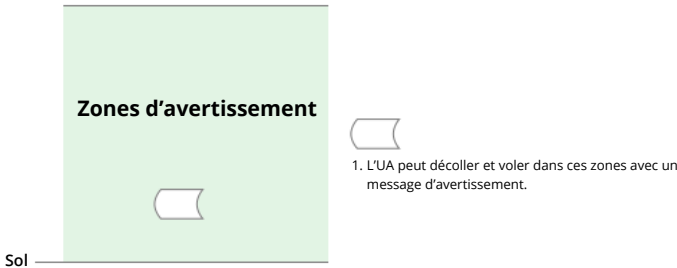 Zones d’avertissement
1. L’UA peut décoller et voler dans ces zones avec un
message d’avertissement.
Sol